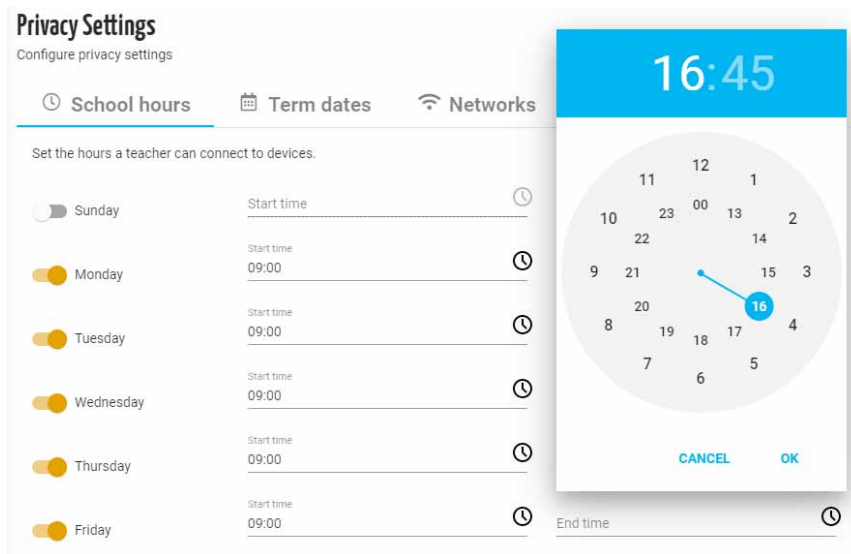 Privacy Settings
Configure privacy settings
School hours
Term dates
Networks
Set the hours a teacher can connect to devices.
Sunday
Start time
Monday
Start time
09:00
Tuesday
Start time
09:00
Wednesday
Start time
09:00
Thursday
Start time
09:00
Friday
Start time
09:00
End time
16:45
12
11 1
00
23 13
10 2
22 14
9 21 15 3
20 16
8 4
19 17
18
7 5
6
CANCEL OK